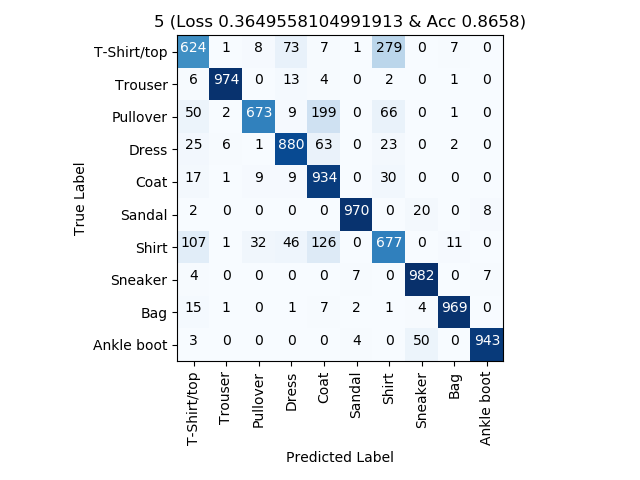 5 (Loss 0.3649558104991913 & Acc 0.8658)
T-Shirt/top 624 1 8 73 7 1 279 0 7 0
Trouser 6 974 0 13 4 0 2 0 1 0
Pullover 50 2 673 9 199 0 66 0 1 0
Dress 25 6 1 880 63 0 23 0 2 0
Coat 17 1 9 9 934 0 30 0 0 0
Sandal 2 0 0 0 0 970 0 20 0 8
Shirt 107 1 32 46 126 0 677 0 11 0
Sneaker 4 0 0 0 0 7 0 982 0 7
Bag 15 1 0 1 7 2 1 4 969 0
Ankle boot 3 0 0 0 0 4 0 50 0 943
True Label
T-Shirt/top
Trouser
Pullover
Dress
Coat
Sandal
Shirt
Sneaker
Bag
Ankle boot
Predicted Label